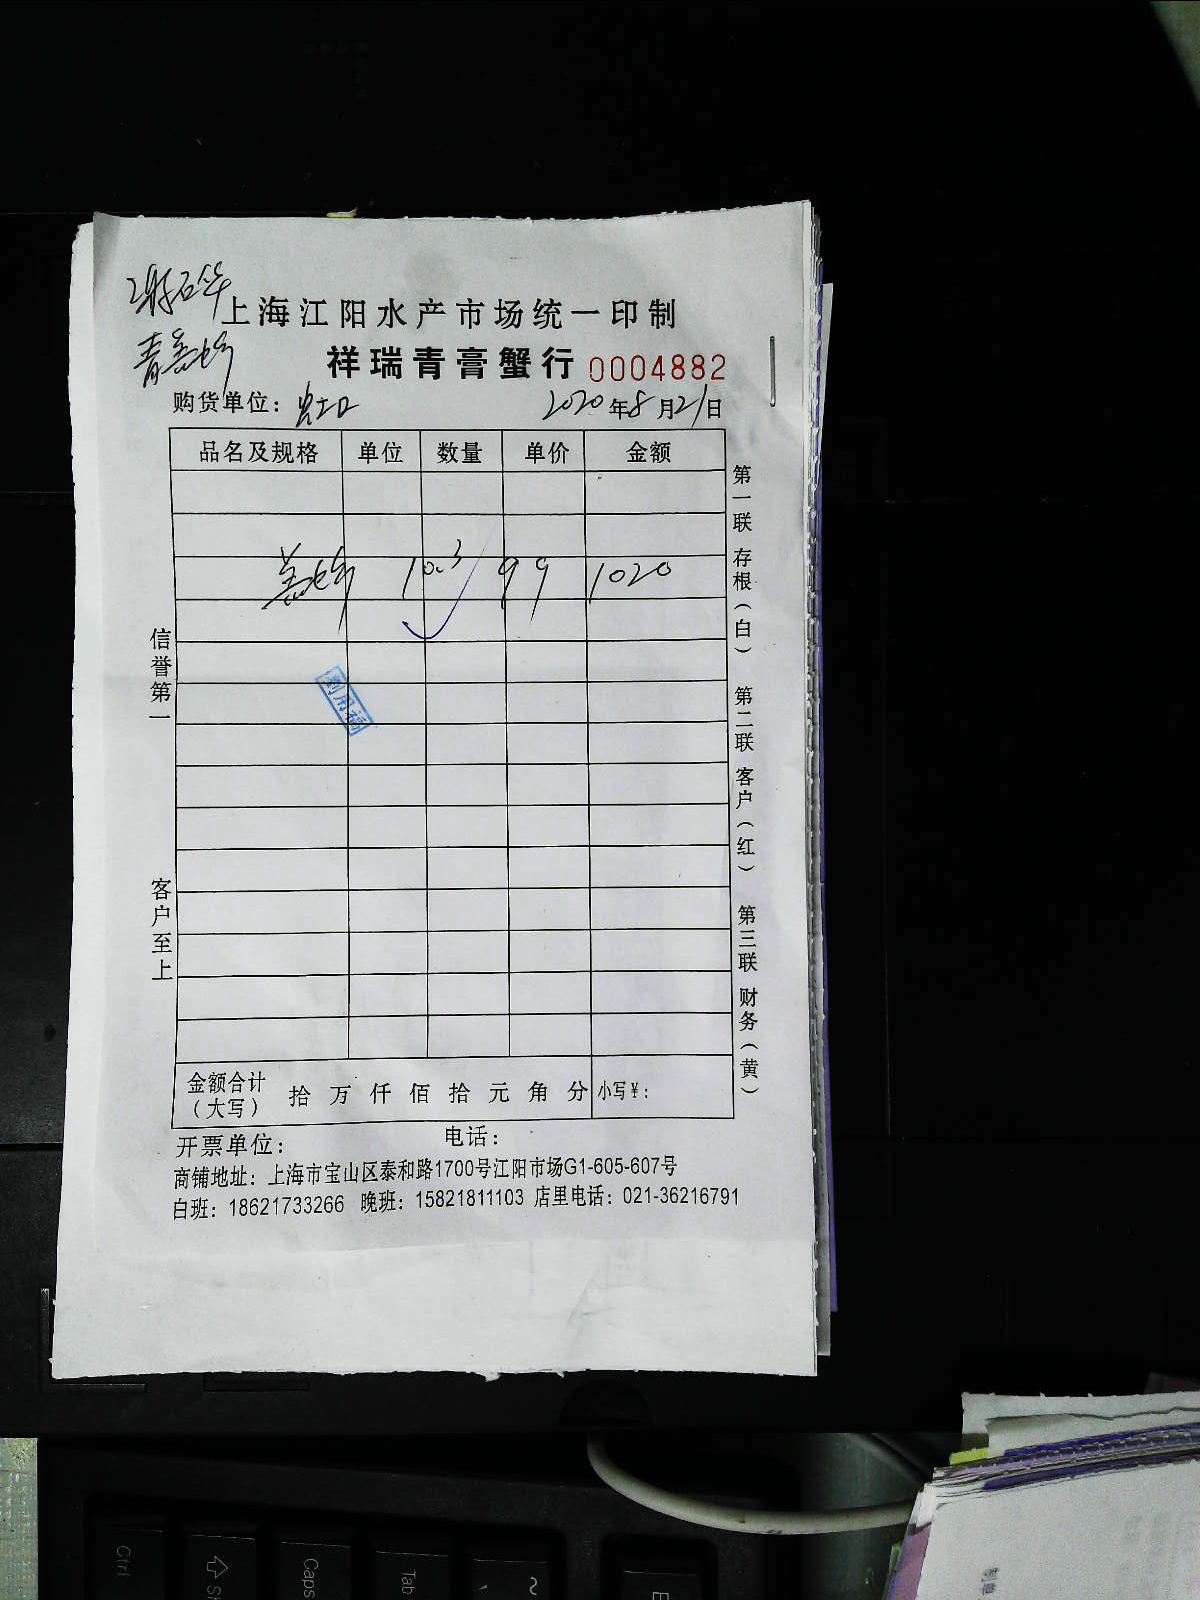 上海江阳水产市场统一印制
祥瑞青膏蟹行 0004882
购货单位： 2020年8月21日
品名及规格 单位 数量 单价 金额
10.3 99 1020
信誉第一
客户至上
第一联 存根（白） 第二联 客户（红） 第三联 财务（黄）
金额合计（大写） 拾 万 仟 佰 拾 元 角 分 小写￥：
开票单位： 电话：
商铺地址：上海市宝山区泰和路1700号江阳市场G1-605-607号
白班：18621733266 晚班：15821811103 店里电话：021-36216791
Ctrl
Caps
Tab
~
制单